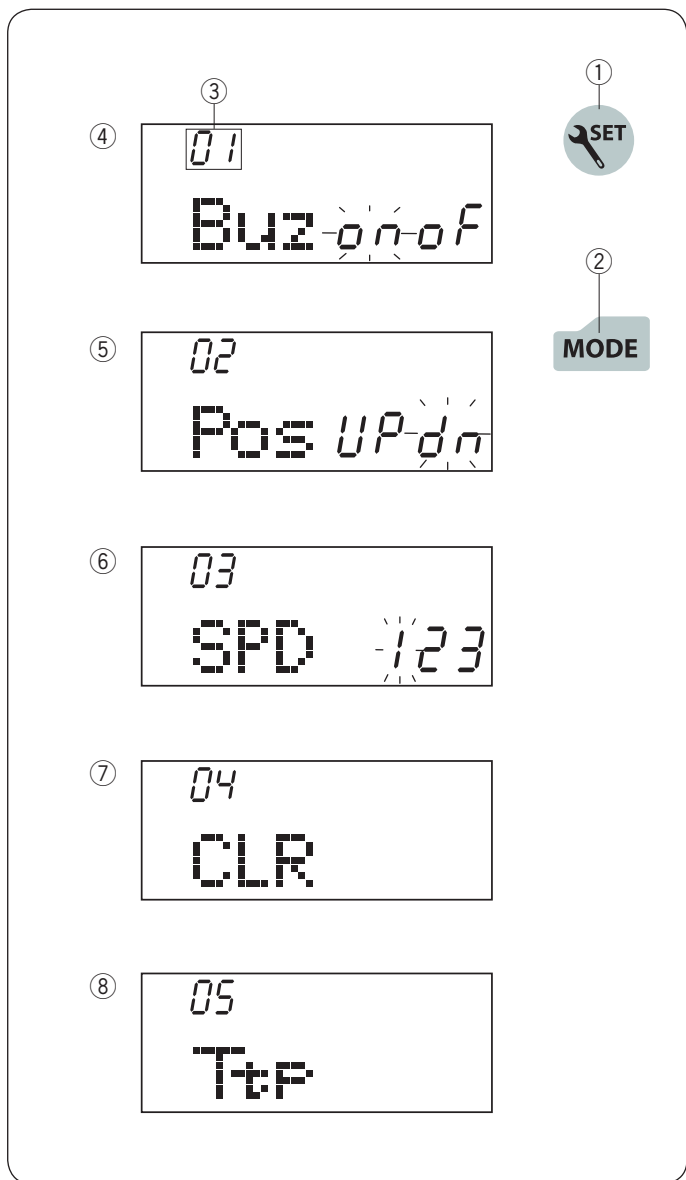 ①
SET
②
MODE
③
④
01
Buz on oF
⑤
02
Pos UP dn
⑥
03
SPD 123
⑦
04
CLR
⑧
05
Ttp